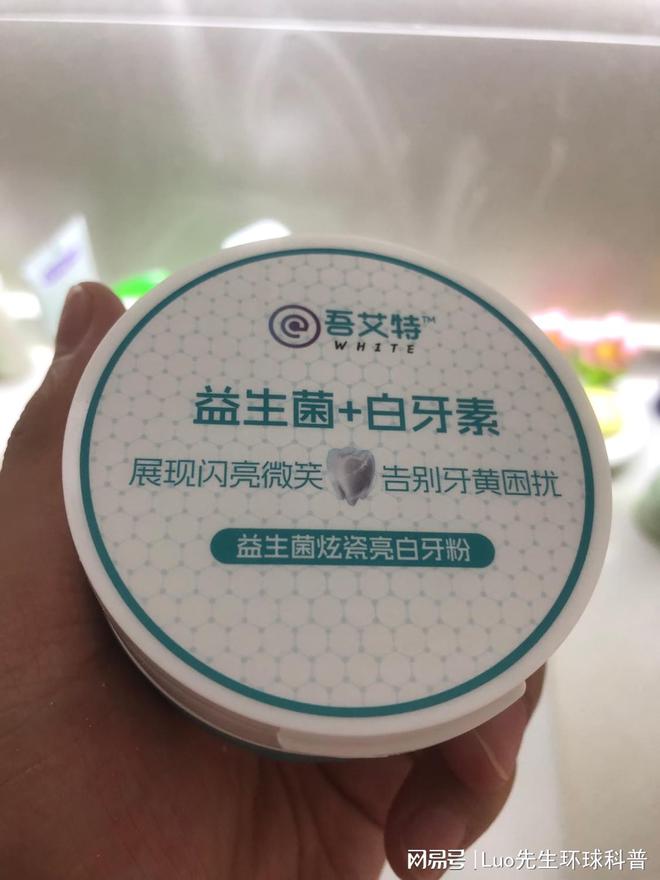 @吾艾特™
WHITE
益生菌+白牙素
展现闪亮微笑 告别牙黄困扰
益生菌炫瓷亮白牙粉
网易号 | Luo先生环球科普